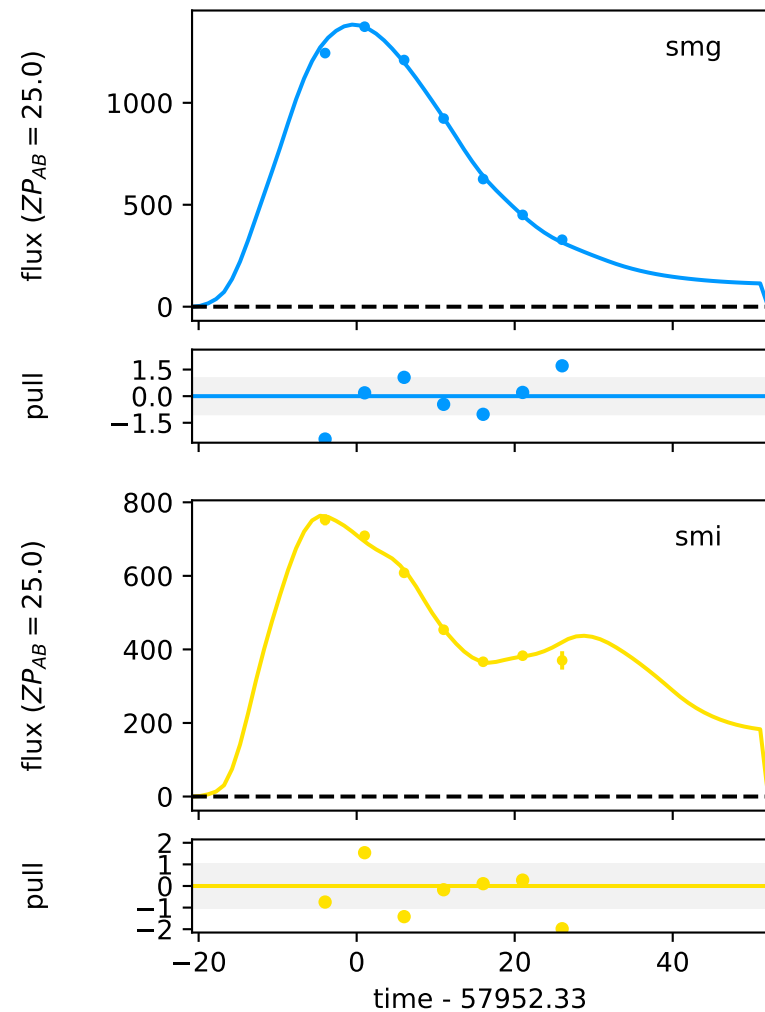 smg
flux (ZP_AB = 25.0)
1000
500
0
pull
1.5
0.0
−1.5
smi
flux (ZP_AB = 25.0)
800
600
400
200
0
pull
2
1
0
−1
−2
−20 0 20 40
time - 57952.33